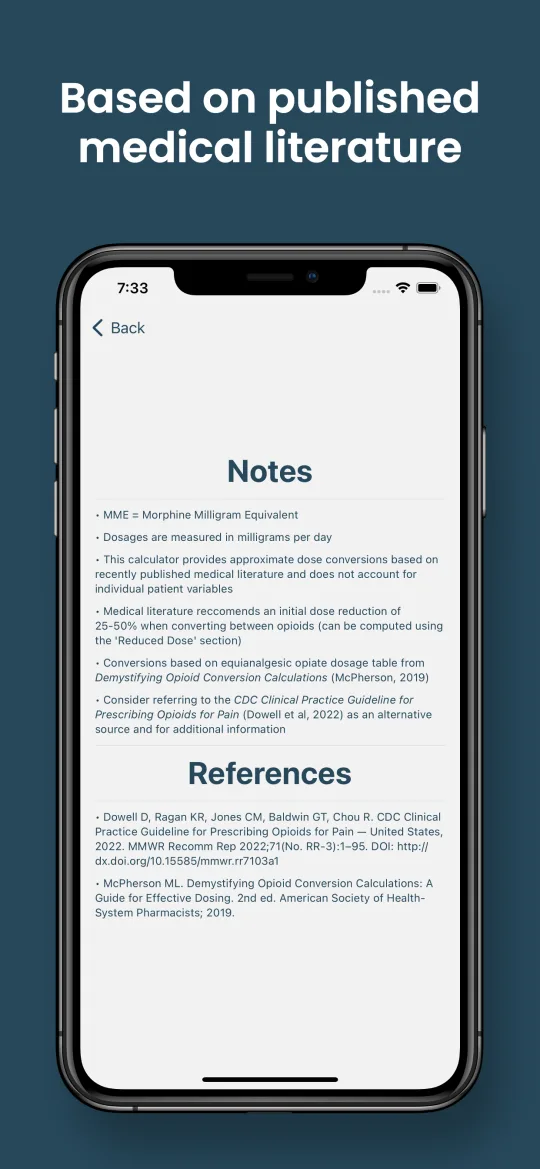 Based on published
medical literature
7:33
Back
Notes
• MME = Morphine Milligram Equivalent
• Dosages are measured in milligrams per day
• This calculator provides approximate dose conversions based on
recently published medical literature and does not account for
individual patient variables
• Medical literature reccomends an initial dose reduction of
25-50% when converting between opioids (can be computed using
the 'Reduced Dose' section)
• Conversions based on equianalgesic opiate dosage table from
Demystifying Opioid Conversion Calculations (McPherson, 2019)
• Consider referring to the CDC Clinical Practice Guideline for
Prescribing Opioids for Pain (Dowell et al, 2022) as an alternative
source and for additional information
References
• Dowell D, Ragan KR, Jones CM, Baldwin GT, Chou R. CDC Clinical
Practice Guideline for Prescribing Opioids for Pain — United States,
2022. MMWR Recomm Rep 2022;71(No. RR-3):1–95. DOI: http://
dx.doi.org/10.15585/mmwr.rr7103a1
• McPherson ML. Demystifying Opioid Conversion Calculations: A
Guide for Effective Dosing. 2nd ed. American Society of Health-
System Pharmacists; 2019.